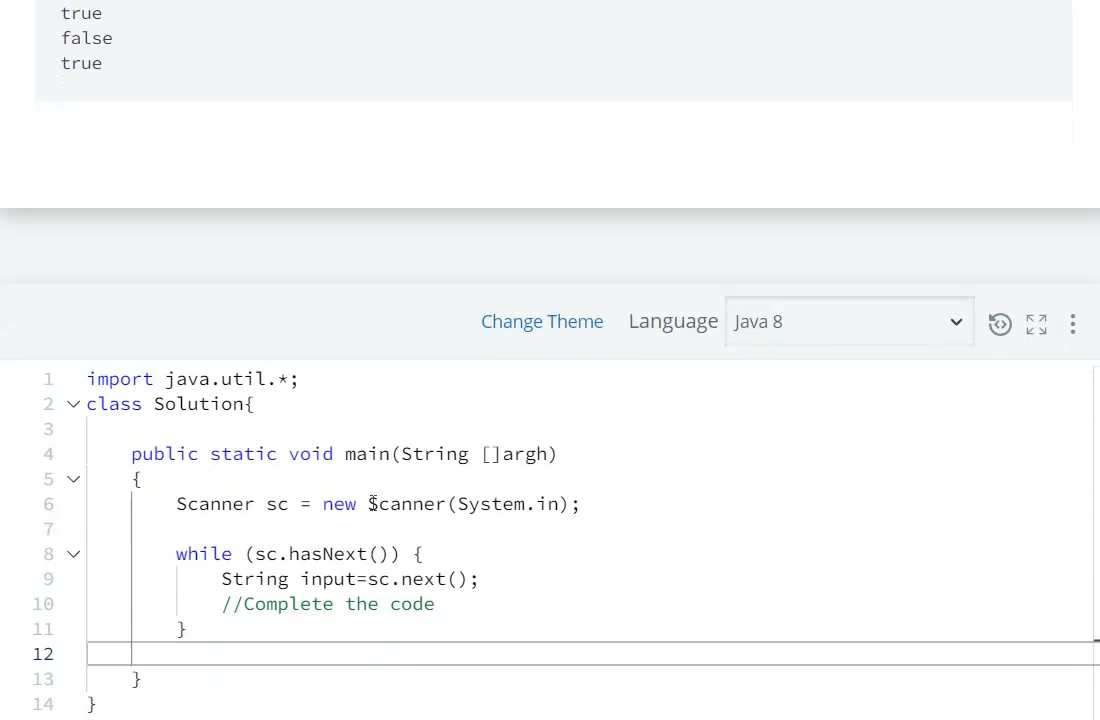 true
false
true
Change Theme Language Java 8
1 import java.util.*;
2 class Solution{
3
4 public static void main(String []argh)
5 {
6 Scanner sc = new Scanner(System.in);
7
8 while (sc.hasNext()) {
9 String input=sc.next();
10 //Complete the code
11 }
12
13 }
14 }